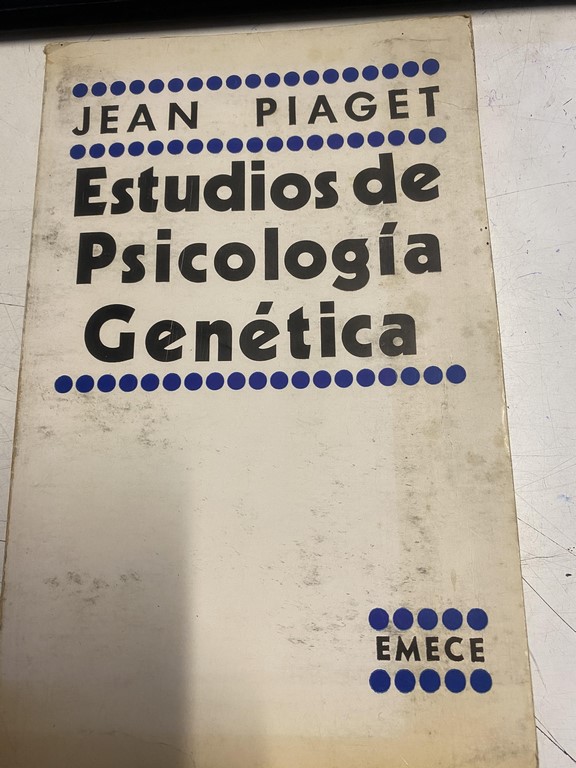 JEAN PIAGET
Estudios de
Psicología
Genética
EMECE